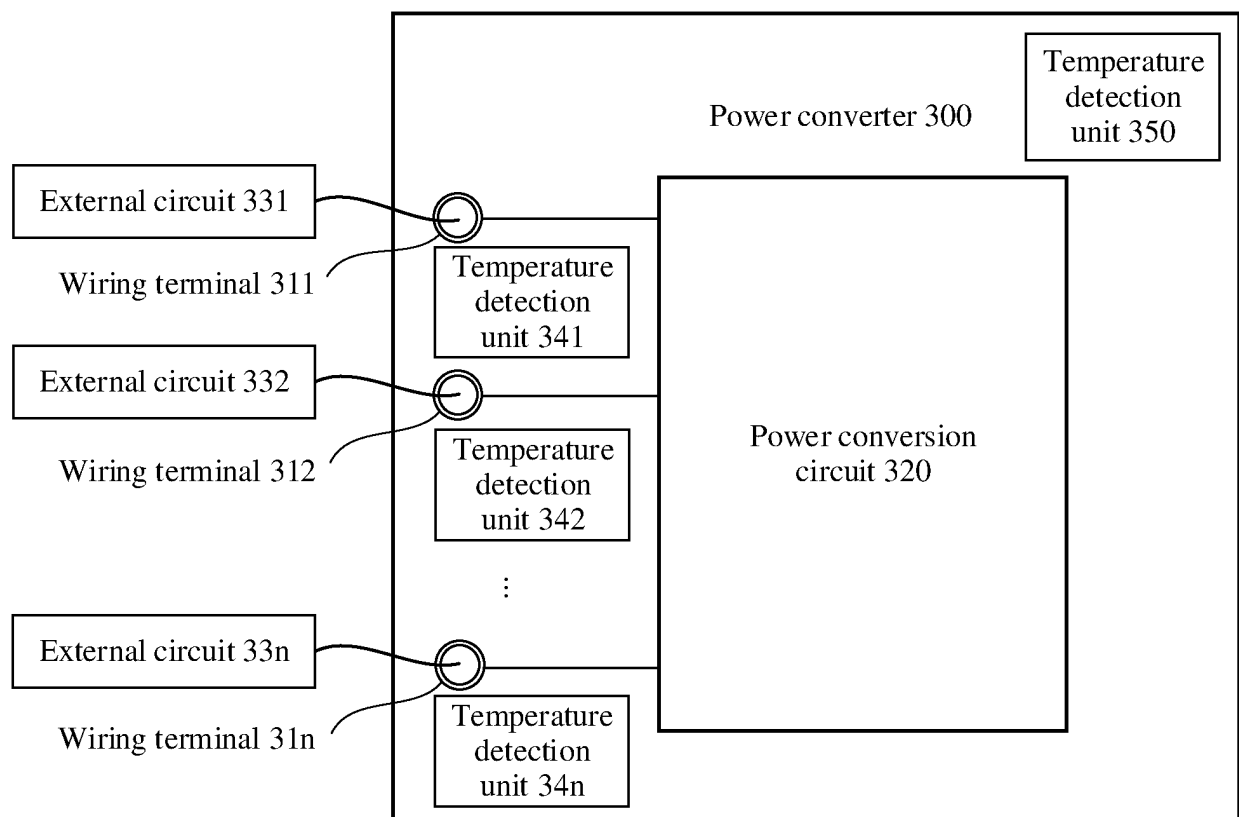 Temperature
detection
unit 350
Power converter 300
External circuit 331
Wiring terminal 311
Temperature
detection
unit 341
External circuit 332
Wiring terminal 312
Temperature
detection
unit 342
Power conversion
circuit 320
⋮
External circuit 33n
Wiring terminal 31n
Temperature
detection
unit 34n